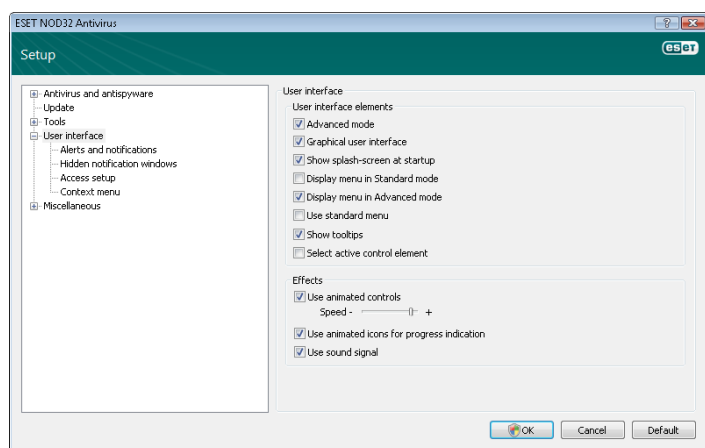 ESET NOD32 Antivirus
Setup
eset
Antivirus and antispyware
Update
Tools
User interface
Alerts and notifications
Hidden notification windows
Access setup
Context menu
Miscellaneous
User interface
User interface elements
Advanced mode
Graphical user interface
Show splash-screen at startup
Display menu in Standard mode
Display menu in Advanced mode
Use standard menu
Show tooltips
Select active control element
Effects
Use animated controls
Speed - +
Use animated icons for progress indication
Use sound signal
OK Cancel Default